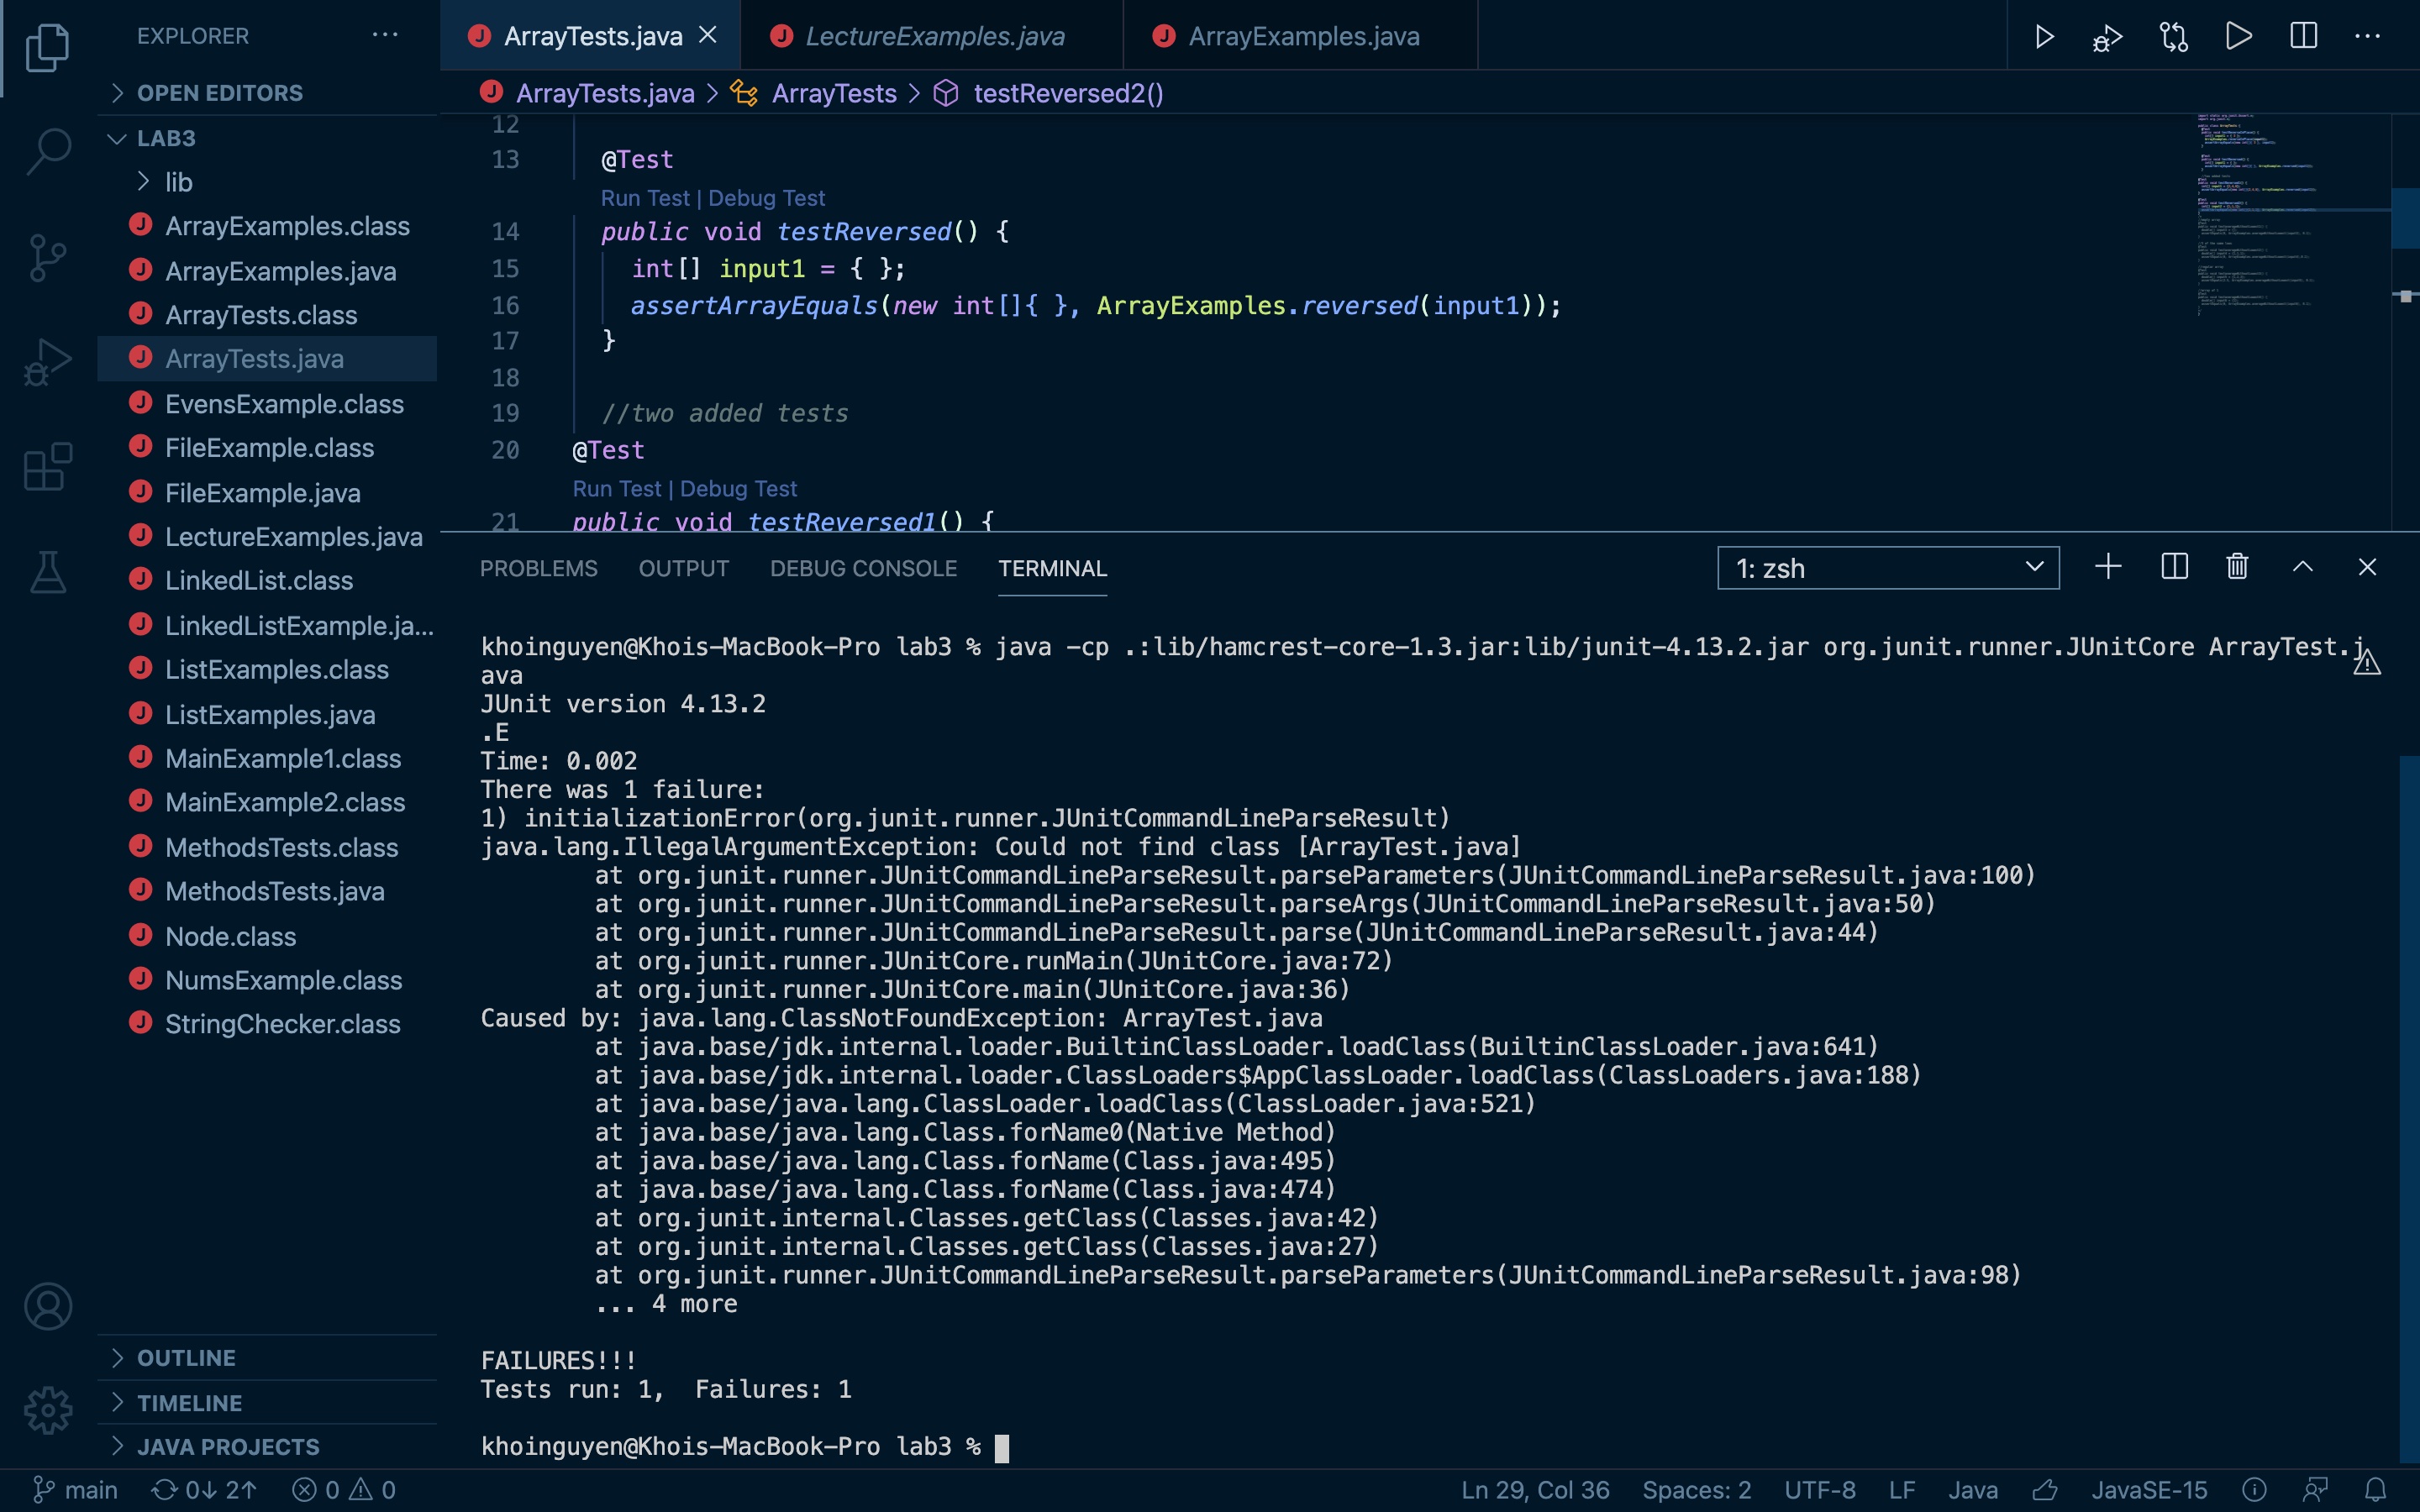 EXPLORER
ArrayTests.java
LectureExamples.java
ArrayExamples.java
OPEN EDITORS
ArrayTests.java > ArrayTests > testReversed2()
LAB3
lib
ArrayExamples.class
ArrayExamples.java
ArrayTests.class
ArrayTests.java
EvensExample.class
FileExample.class
FileExample.java
LectureExamples.java
LinkedList.class
LinkedListExample.ja...
ListExamples.class
ListExamples.java
MainExample1.class
MainExample2.class
MethodsTests.class
MethodsTests.java
Node.class
NumsExample.class
StringChecker.class
OUTLINE
TIMELINE
JAVA PROJECTS
12
13 @Test
Run Test | Debug Test
14 public void testReversed() {
15 int[] input1 = { };
16 assertArrayEquals(new int[]{ }, ArrayExamples.reversed(input1));
17 }
18
19 //two added tests
20 @Test
Run Test | Debug Test
21 public void testReversed1() {
PROBLEMS OUTPUT DEBUG CONSOLE TERMINAL
1: zsh
khoinguyen@Khois-MacBook-Pro lab3 % java -cp .:lib/hamcrest-core-1.3.jar:lib/junit-4.13.2.jar org.junit.runner.JUnitCore ArrayTest.j
ava
JUnit version 4.13.2
.E
Time: 0.002
There was 1 failure:
1) initializationError(org.junit.runner.JUnitCommandLineParseResult)
java.lang.IllegalArgumentException: Could not find class [ArrayTest.java]
at org.junit.runner.JUnitCommandLineParseResult.parseParameters(JUnitCommandLineParseResult.java:100)
at org.junit.runner.JUnitCommandLineParseResult.parseArgs(JUnitCommandLineParseResult.java:50)
at org.junit.runner.JUnitCommandLineParseResult.parse(JUnitCommandLineParseResult.java:44)
at org.junit.runner.JUnitCore.runMain(JUnitCore.java:72)
at org.junit.runner.JUnitCore.main(JUnitCore.java:36)
Caused by: java.lang.ClassNotFoundException: ArrayTest.java
at java.base/jdk.internal.loader.BuiltinClassLoader.loadClass(BuiltinClassLoader.java:641)
at java.base/jdk.internal.loader.ClassLoaders$AppClassLoader.loadClass(ClassLoaders.java:188)
at java.base/java.lang.ClassLoader.loadClass(ClassLoader.java:521)
at java.base/java.lang.Class.forName0(Native Method)
at java.base/java.lang.Class.forName(Class.java:495)
at java.base/java.lang.Class.forName(Class.java:474)
at org.junit.internal.Classes.getClass(Classes.java:42)
at org.junit.internal.Classes.getClass(Classes.java:27)
at org.junit.runner.JUnitCommandLineParseResult.parseParameters(JUnitCommandLineParseResult.java:98)
... 4 more
FAILURES!!!
Tests run: 1,  Failures: 1
khoinguyen@Khois-MacBook-Pro lab3 %
main 0↓ 2↑ 0 0
Ln 29, Col 36 Spaces: 2 UTF-8 LF Java JavaSE-15